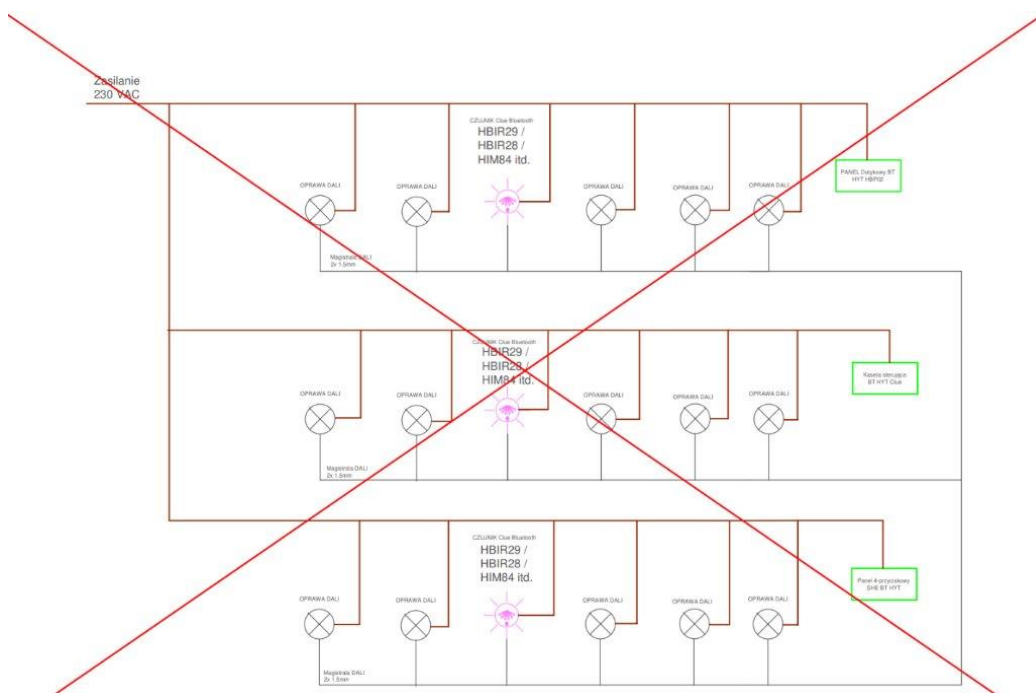 Zasilanie
230 VAC
CZUJNIK Clue Bluetooth
HBIR29 /
HBIR28 /
HIM84 itd.
PANEL Dotykowy BT
HYT HBP02
OPRAWA DALI
OPRAWA DALI
OPRAWA DALI
OPRAWA DALI
OPRAWA DALI
Magistrala DALI
2x 1.5mm
CZUJNIK Clue Bluetooth
HBIR29 /
HBIR28 /
HIM84 itd.
Kaseta sterująca
BT HYT Clue
OPRAWA DALI
OPRAWA DALI
OPRAWA DALI
OPRAWA DALI
OPRAWA DALI
Magistrala DALI
2x 1.5mm
CZUJNIK Clue Bluetooth
HBIR29 /
HBIR28 /
HIM84 itd.
Panel 4-przyciskowy
SHE BT HYT
OPRAWA DALI
OPRAWA DALI
OPRAWA DALI
OPRAWA DALI
OPRAWA DALI
Magistrala DALI
2x 1.5mm